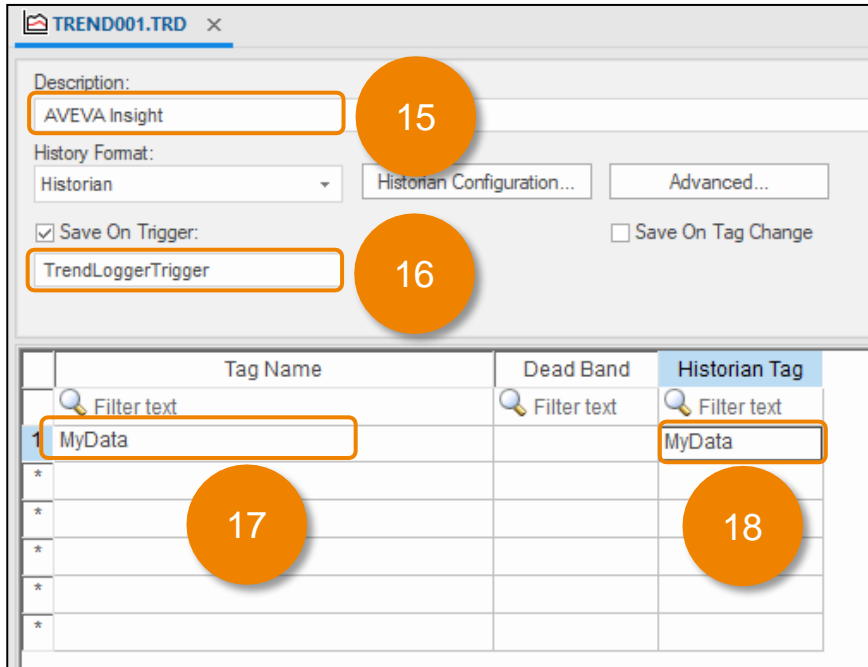 TRENDOO1.TRD ×
Description:
AVEVA Insight
15
History Format:
Historian
Historian Configuration...
Advanced...
Save On Trigger:
Save On Tag Change
TrendLoggerTrigger
16
Tag Name
Dead Band
Historian Tag
Filter text
Filter text
Filter text
1 MyData
MyData
*
*
17
18
*
*
*